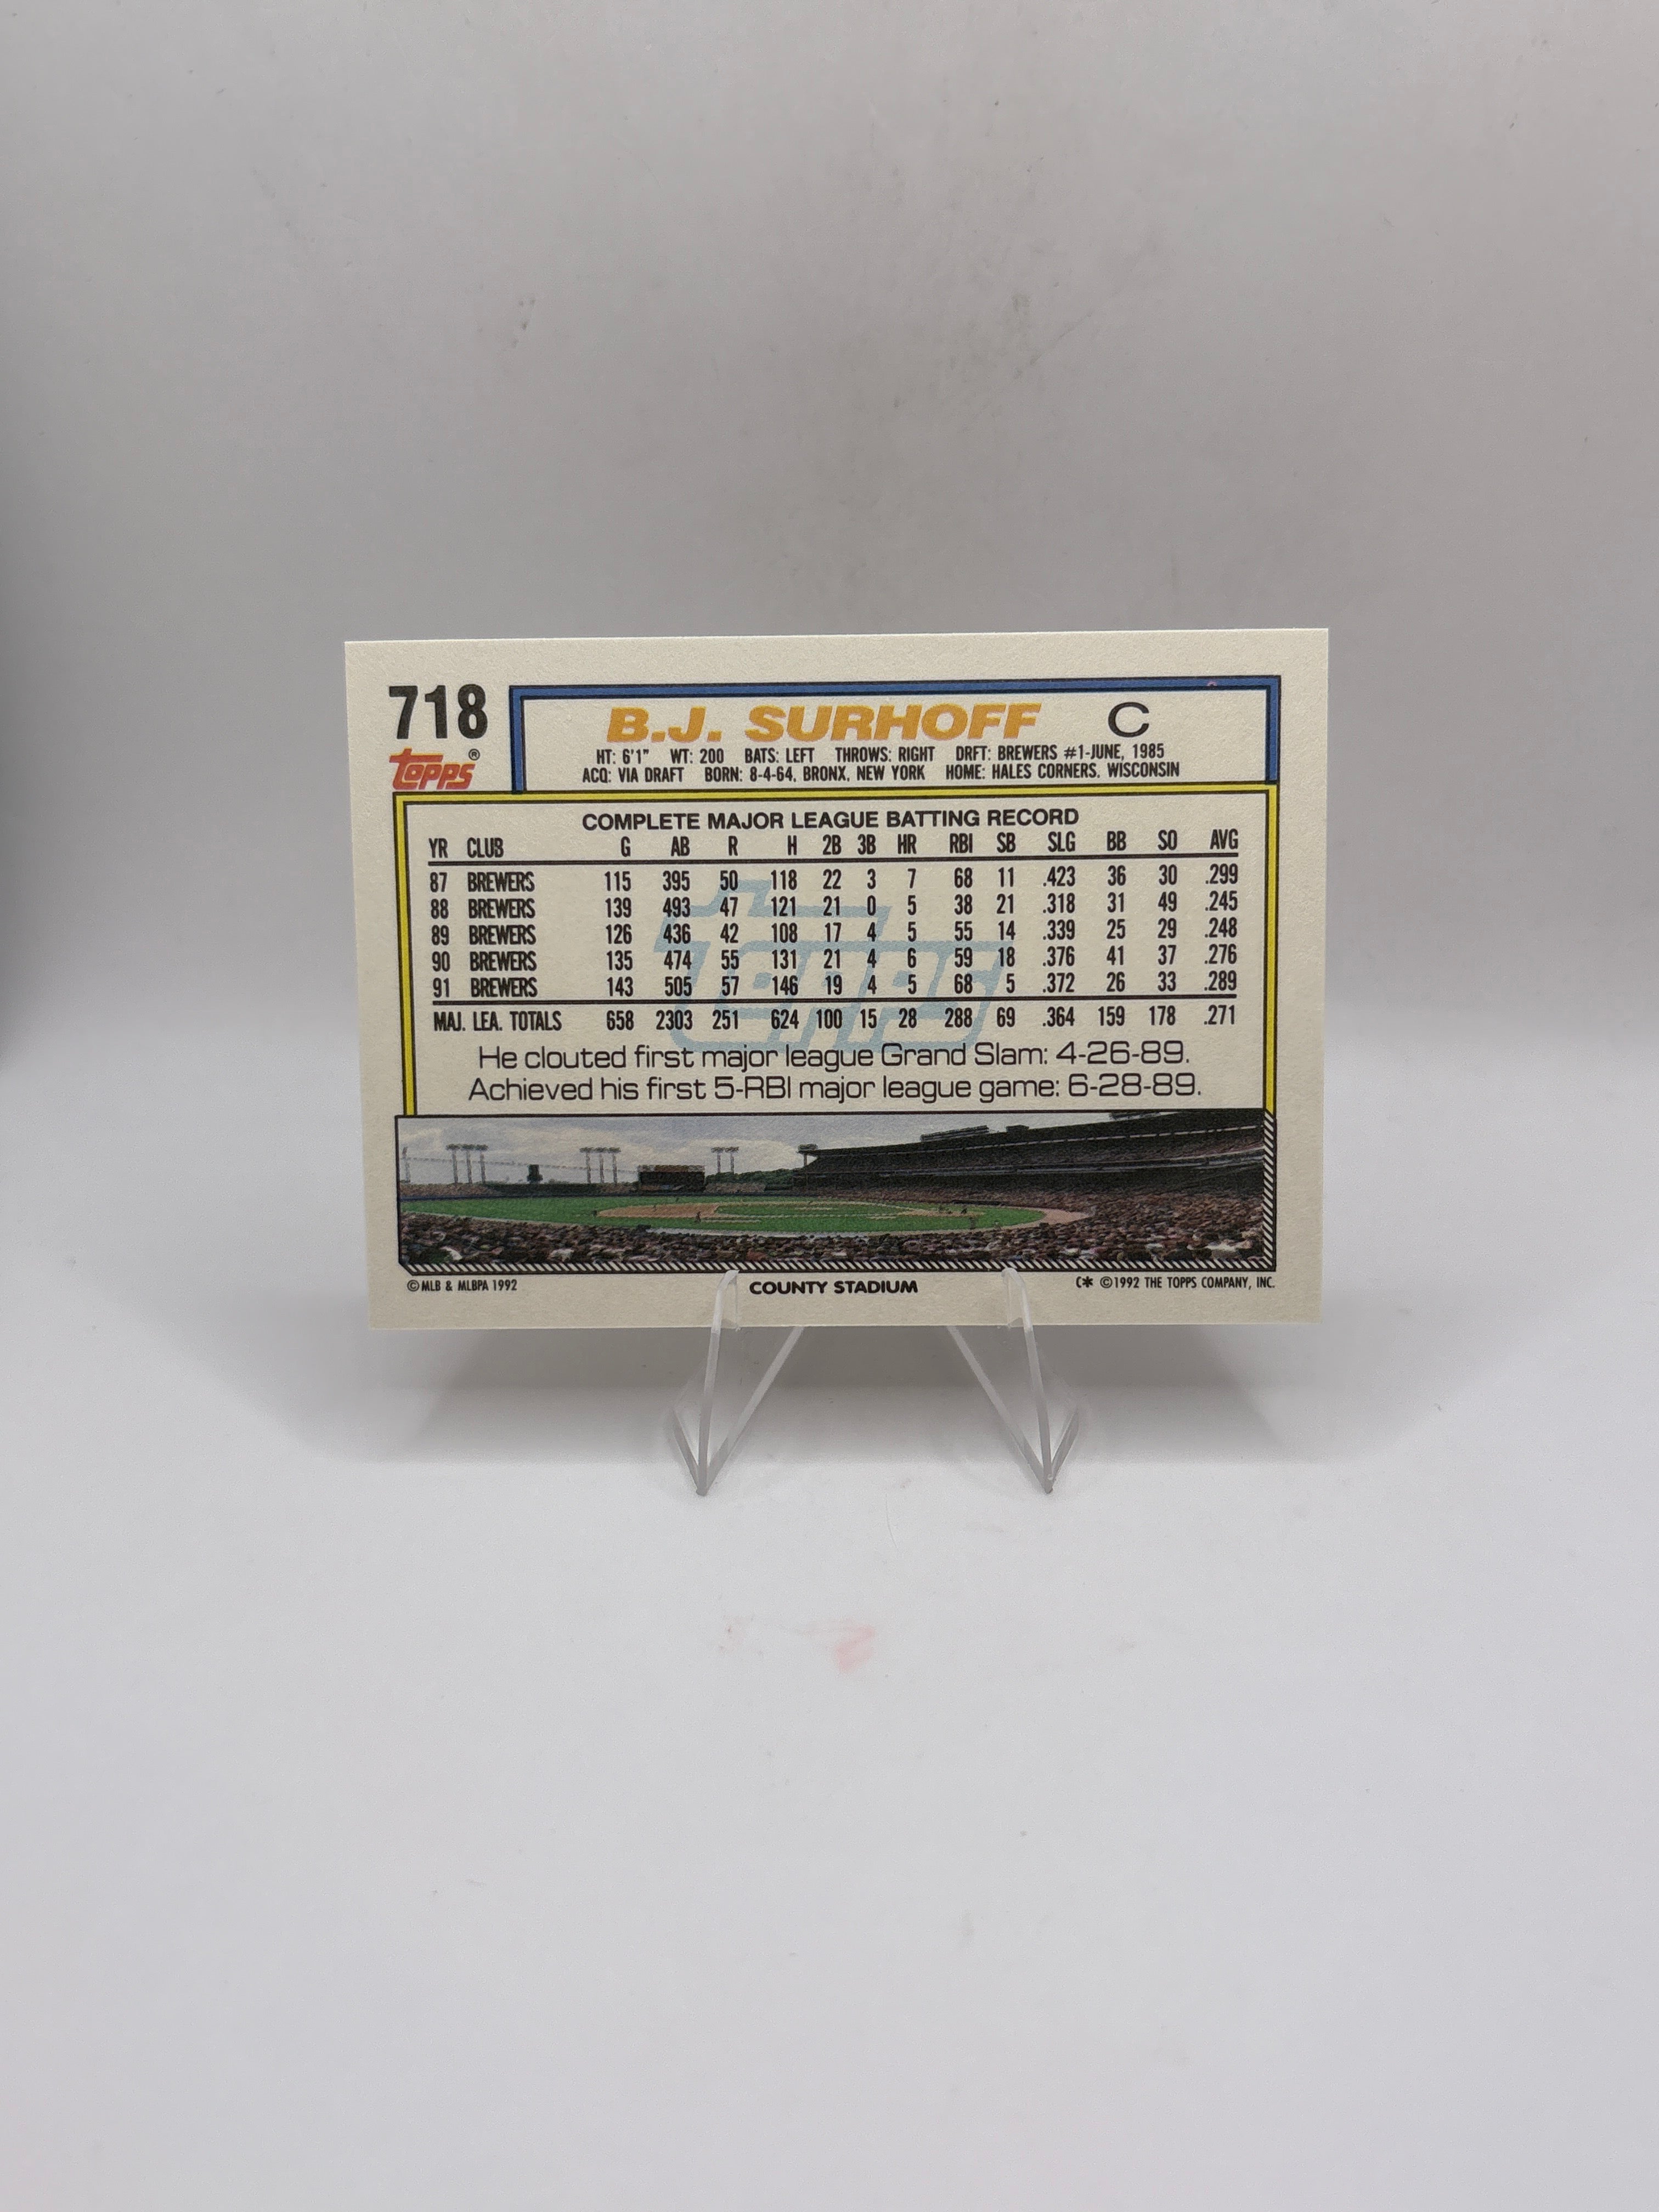 718
B.J. SURHOFF C
topps®
HT: 6'1" WT: 200 BATS: LEFT THROWS: RIGHT DRFT: BREWERS #1-JUNE, 1985
ACQ: VIA DRAFT BORN: 8-4-64, BRONX, NEW YORK HOME: HALES CORNERS, WISCONSIN
COMPLETE MAJOR LEAGUE BATTING RECORD
YR CLUB G AB R H 2B 3B HR RBI SB SLG BB SO AVG
87 BREWERS 115 395 50 118 22 3 7 68 11 .423 36 30 .299
88 BREWERS 139 493 47 121 21 0 5 38 21 .318 31 49 .245
89 BREWERS 126 436 42 108 17 4 5 55 14 .339 25 29 .248
90 BREWERS 135 474 55 131 21 4 6 59 18 .376 41 37 .276
91 BREWERS 143 505 57 146 19 4 5 68 5 .372 26 33 .289
MAJ. LEA. TOTALS 658 2303 251 624 100 15 28 288 69 .364 159 178 .271
topps
He clouted first major league Grand Slam: 4-26-89.
Achieved his first 5-RBI major league game: 6-28-89.
© MLB & MLBPA 1992 COUNTY STADIUM C* ©1992 THE TOPPS COMPANY, INC.